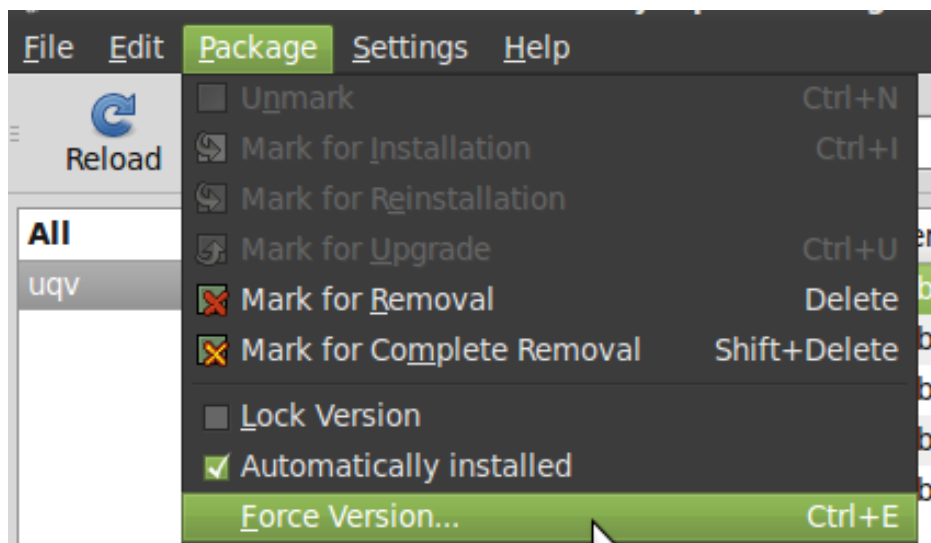 File Edit Package Settings Help
Reload
All
uqv
Unmark Ctrl+N
Mark for Installation Ctrl+I
Mark for Reinstallation
Mark for Upgrade Ctrl+U
Mark for Removal Delete
Mark for Complete Removal Shift+Delete
Lock Version
Automatically installed
Force Version... Ctrl+E